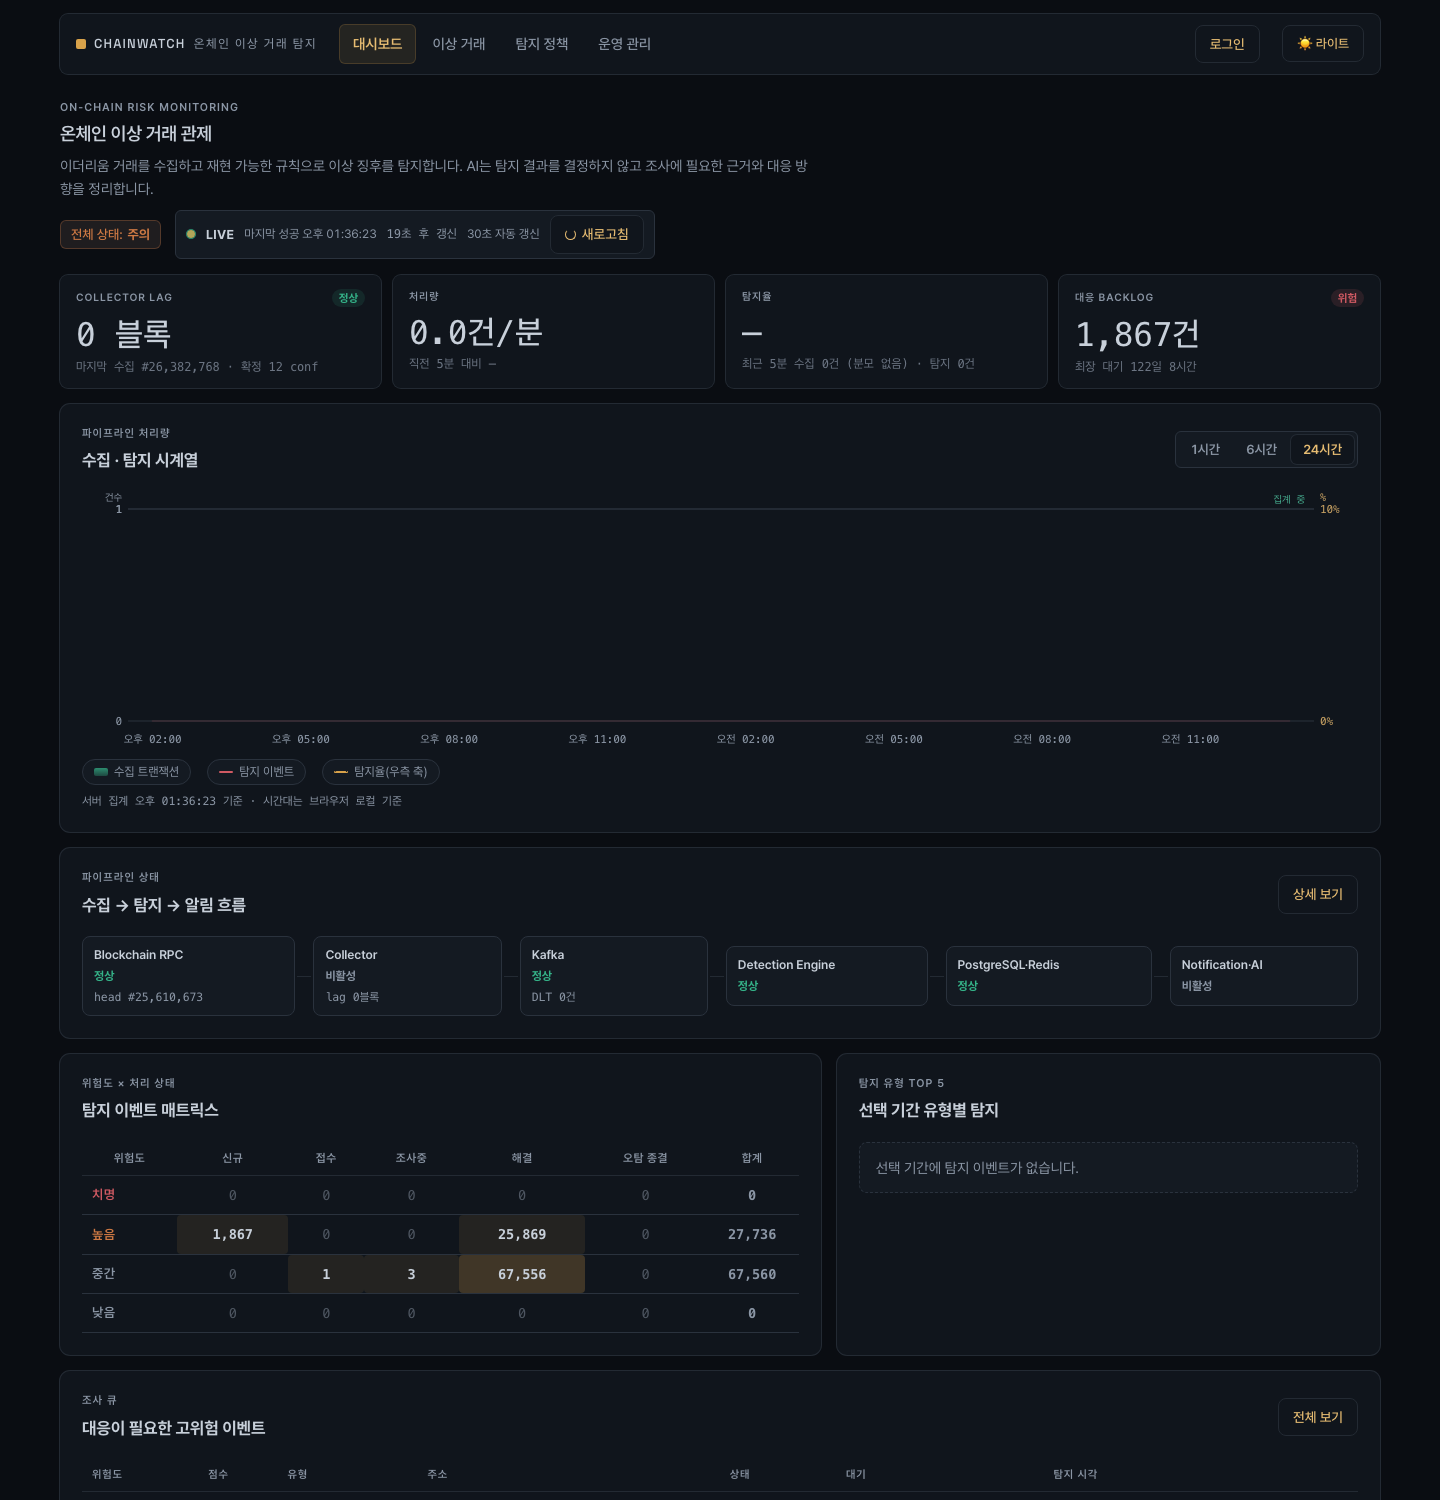 CHAINWATCH 온체인 이상 거래 탐지 대시보드 이상 거래 탐지 정책 운영 관리 로그인 라이트
ON-CHAIN RISK MONITORING
온체인 이상 거래 관제
이더리움 거래를 수집하고 재현 가능한 규칙으로 이상 징후를 탐지합니다. AI는 탐지 결과를 결정하지 않고 조사에 필요한 근거와 대응 방
향을 정리합니다.
전체 상태: 주의 LIVE 마지막 성공 오후 01:36:23 19초 후 갱신 30초 자동 갱신 새로고침
COLLECTOR LAG 정상
0 블록
마지막 수집 #26,382,768 · 확정 12 conf
처리량
0.0건/분
직전 5분 대비 —
탐지율
—
최근 5분 수집 0건 (분모 없음) · 탐지 0건
대응 BACKLOG 위험
1,867건
최장 대기 122일 8시간
파이프라인 처리량
수집 · 탐지 시계열
1시간 6시간 24시간
건수 집계 중 %
1 10%
0 0%
오후 02:00 오후 05:00 오후 08:00 오후 11:00 오전 02:00 오전 05:00 오전 08:00 오전 11:00
수집 트랜잭션 탐지 이벤트 탐지율(우측 축)
서버 집계 오후 01:36:23 기준 · 시간대는 브라우저 로컬 기준
파이프라인 상태
수집 → 탐지 → 알림 흐름
상세 보기
Blockchain RPC
정상
head #25,610,673
Collector
비활성
lag 0블록
Kafka
정상
DLT 0건
Detection Engine
정상
PostgreSQL·Redis
정상
Notification·AI
비활성
위험도 × 처리 상태
탐지 이벤트 매트릭스
위험도 신규 접수 조사중 해결 오탐 종결 합계
치명 0 0 0 0 0 0
높음 1,867 0 0 25,869 0 27,736
중간 0 1 3 67,556 0 67,560
낮음 0 0 0 0 0 0
탐지 유형 TOP 5
선택 기간 유형별 탐지
선택 기간에 탐지 이벤트가 없습니다.
조사 큐
대응이 필요한 고위험 이벤트
전체 보기
위험도 점수 유형 주소 상태 대기 탐지 시각